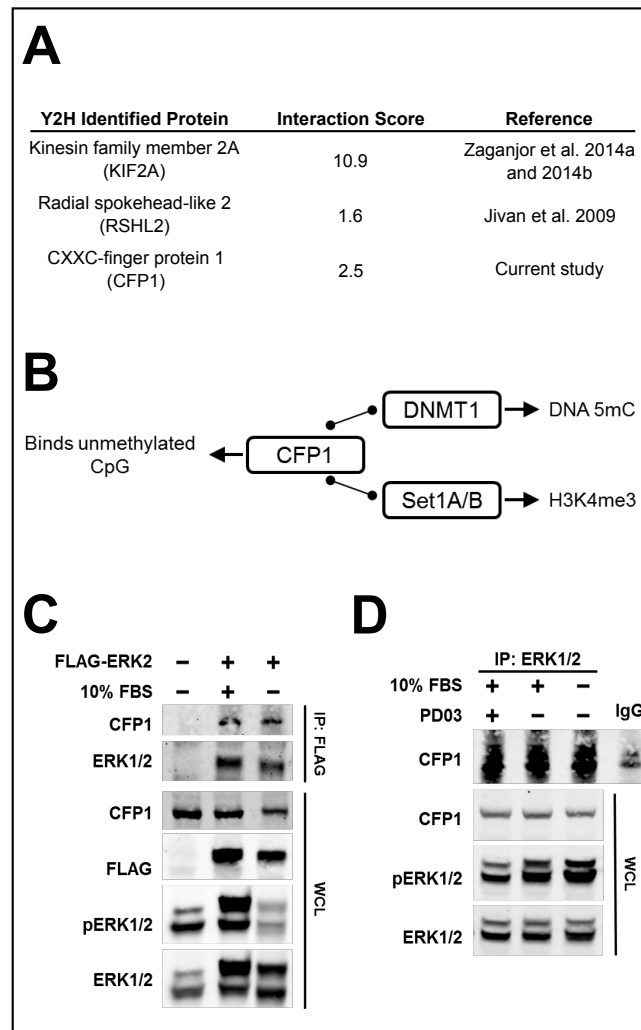 A
Y2H Identified Protein Interaction Score Reference
Kinesin family member 2A
(KIF2A)
10.9
Zaganjor et al. 2014a
and 2014b
Radial spokehead-like 2
(RSHL2)
1.6
Jivan et al. 2009
CXXC-finger protein 1
(CFP1)
2.5
Current study
B
Binds unmethylated
CpG
CFP1
DNMT1
DNA 5mC
Set1A/B
H3K4me3
C
FLAG-ERK2 – + +
10% FBS – + –
CFP1
ERK1/2
IP: FLAG
CFP1
FLAG
pERK1/2
ERK1/2
WCL
D
IP: ERK1/2
10% FBS + + –
PD03 + – – IgG
CFP1
CFP1
pERK1/2
ERK1/2
WCL